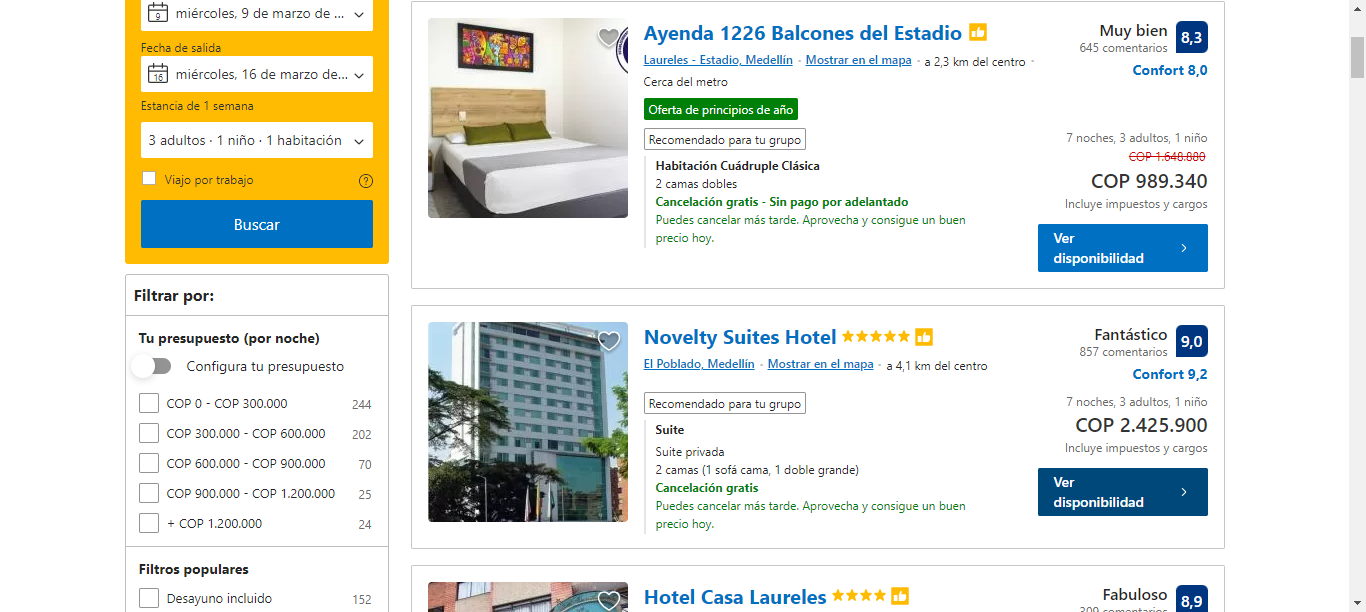 miércoles, 9 de marzo de ...
9
Fecha de salida
miércoles, 16 de marzo de...
16
Estancia de 1 semana
3 adultos · 1 niño · 1 habitación
Viajo por trabajo
?
Buscar
Filtrar por:
Tu presupuesto (por noche)
Configura tu presupuesto
COP 0 - COP 300.000 244
COP 300.000 - COP 600.000 202
COP 600.000 - COP 900.000 70
COP 900.000 - COP 1.200.000 25
+ COP 1.200.000 24
Filtros populares
Desayuno incluido 152
Ayenda 1226 Balcones del Estadio
Laureles - Estadio, Medellín · Mostrar en el mapa · a 2,3 km del centro ·
Cerca del metro
Oferta de principios de año
Recomendado para tu grupo
Habitación Cuádruple Clásica
2 camas dobles
Cancelación gratis - Sin pago por adelantado
Puedes cancelar más tarde. Aprovecha y consigue un buen
precio hoy.
Muy bien 8,3
645 comentarios
Confort 8,0
7 noches, 3 adultos, 1 niño
COP 1.648.880
COP 989.340
Incluye impuestos y cargos
Ver
disponibilidad
Novelty Suites Hotel
El Poblado, Medellín · Mostrar en el mapa · a 4,1 km del centro
Recomendado para tu grupo
Suite
Suite privada
2 camas (1 sofá cama, 1 doble grande)
Cancelación gratis
Puedes cancelar más tarde. Aprovecha y consigue un buen
precio hoy.
Fantástico 9,0
857 comentarios
Confort 9,2
7 noches, 3 adultos, 1 niño
COP 2.425.900
Incluye impuestos y cargos
Ver
disponibilidad
Hotel Casa Laureles
Fabuloso 8,9
309 comentarios